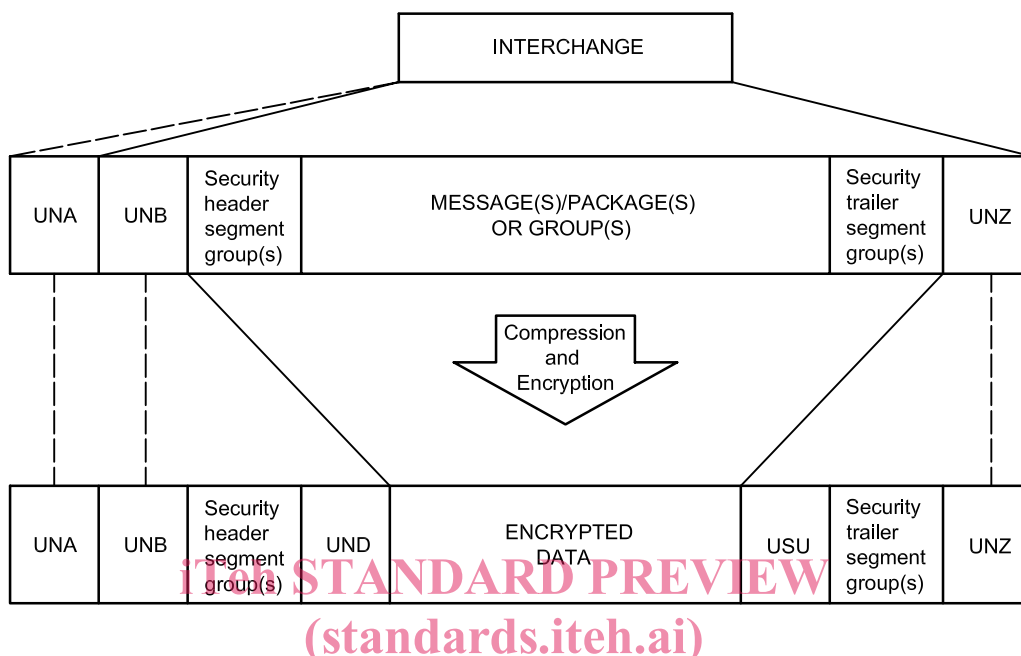 INTERCHANGE
UNA
UNB
Security
header
segment
group(s)
MESSAGE(S)/PACKAGE(S)
OR GROUP(S)
Security
trailer
segment
group(s)
UNZ
Compression
and
Encryption
UNA
UNB
Security
header
segment
group(s)
UND
ENCRYPTED
DATA
USU
Security
trailer
segment
group(s)
UNZ
iTeh STANDARD PREVIEW
(standards.iteh.ai)